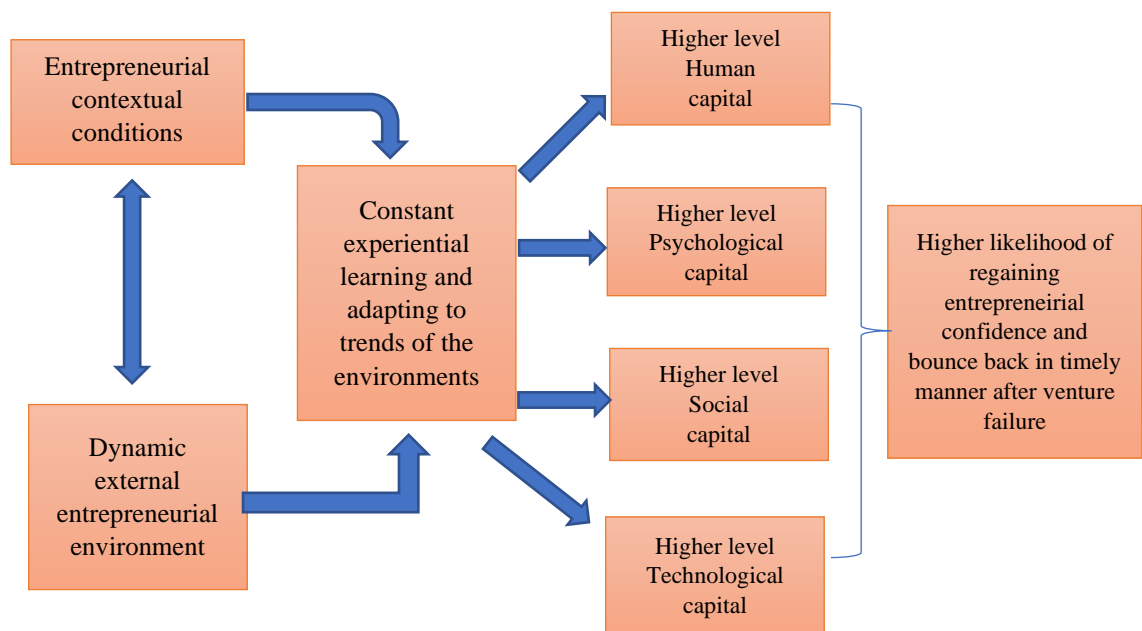 Entrepreneurial
contextual
conditions
Dynamic
external
entrepreneurial
environment
Constant
experiential
learning and
adapting to
trends of the
environments
Higher level
Human
capital
Higher level
Psychological
capital
Higher level
Social
capital
Higher level
Technological
capital
Higher likelihood of
regaining
entrepreneirial
confidence and
bounce back in timely
manner after venture
failure